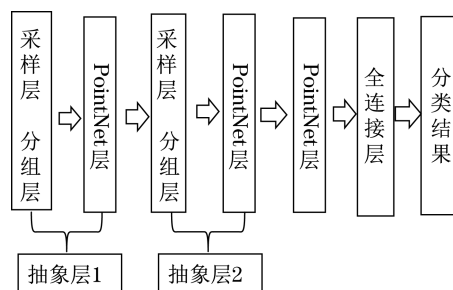 采样层 分组层
PointNet层
采样层 分组层
PointNet层
PointNet层
全连接层
分类结果
抽象层1
抽象层2